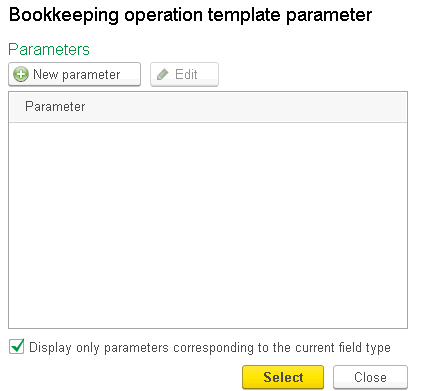 Bookkeeping operation template parameter
Parameters
New parameter Edit
Parameter
Display only parameters corresponding to the current field type
Select Close